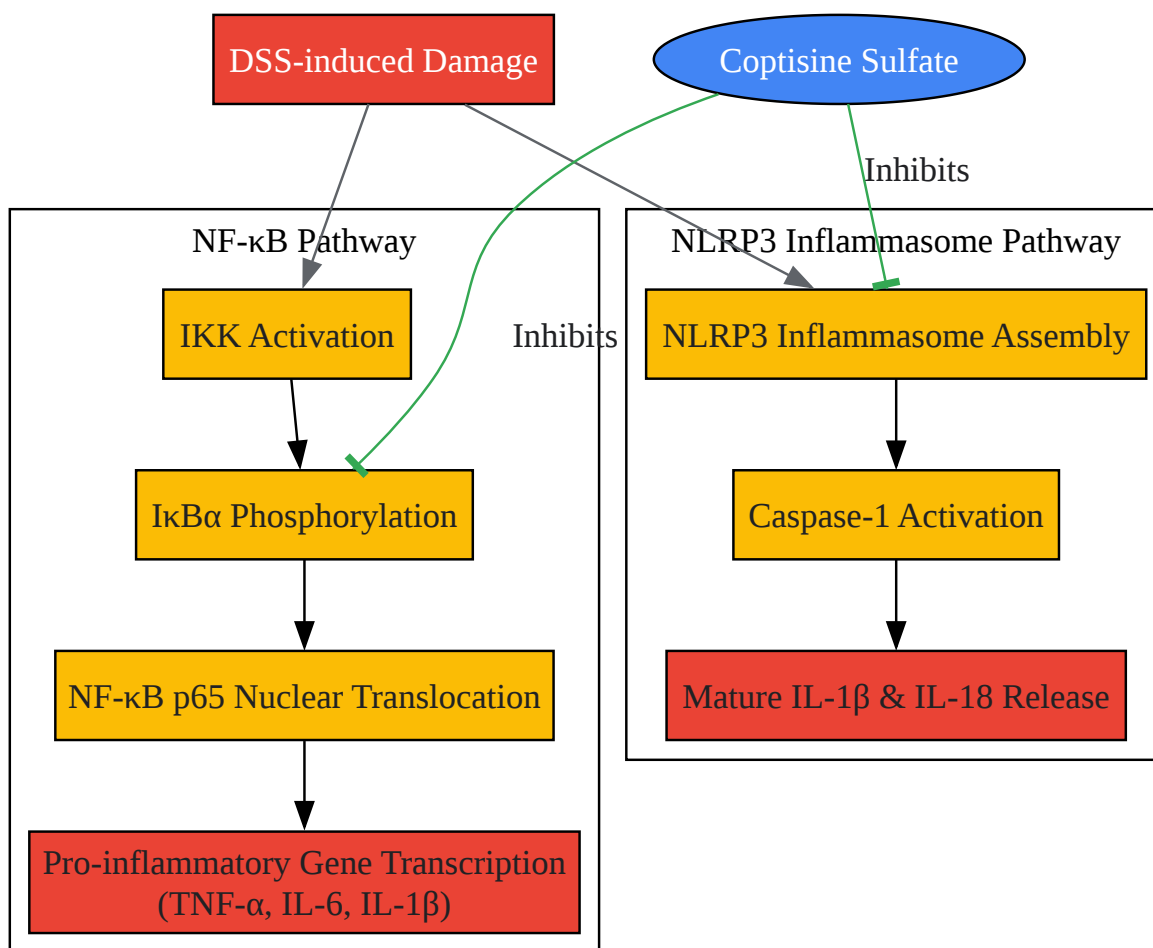 DSS-induced Damage
Coptisine Sulfate
Inhibits
NF-κB Pathway
NLRP3 Inflammasome Pathway
IKK Activation
Inhibits
NLRP3 Inflammasome Assembly
IκBα Phosphorylation
Caspase-1 Activation
NF-κB p65 Nuclear Translocation
Mature IL-1β & IL-18 Release
Pro-inflammatory Gene Transcription
(TNF-α, IL-6, IL-1β)